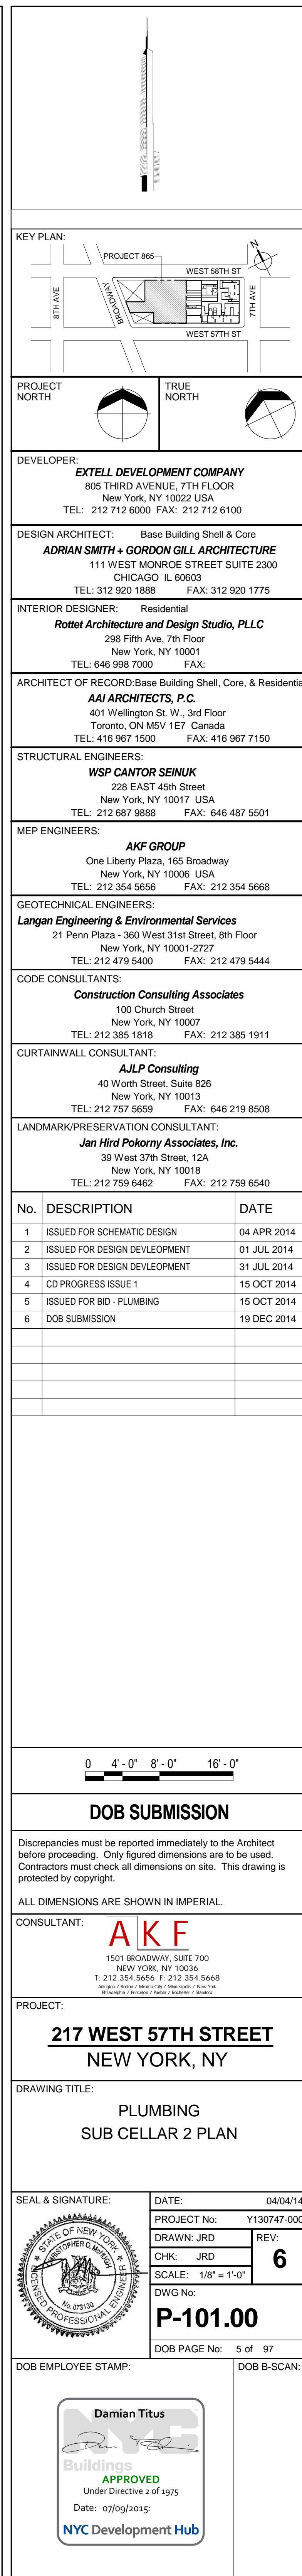 KEY PLAN:
PROJECT 865
N
WEST 58TH ST
8TH AVE
BROADWAY
7TH AVE
WEST 57TH ST
PROJECT
NORTH
TRUE
NORTH
DEVELOPER:
EXTELL DEVELOPMENT COMPANY
805 THIRD AVENUE, 7TH FLOOR
New York, NY 10022 USA
TEL: 212 712 6000 FAX: 212 712 6100
DESIGN ARCHITECT: Base Building Shell & Core
ADRIAN SMITH + GORDON GILL ARCHITECTURE
111 WEST MONROE STREET SUITE 2300
CHICAGO IL 60603
TEL: 312 920 1888 FAX: 312 920 1775
INTERIOR DESIGNER: Residential
Rottet Architecture and Design Studio, PLLC
298 Fifth Ave, 7th Floor
New York, NY 10001
TEL: 646 998 7000 FAX:
ARCHITECT OF RECORD:Base Building Shell, Core, & Residentia
AAI ARCHITECTS, P.C.
401 Wellington St. W., 3rd Floor
Toronto, ON M5V 1E7 Canada
TEL: 416 967 1500 FAX: 416 967 7150
STRUCTURAL ENGINEERS:
WSP CANTOR SEINUK
228 EAST 45th Street
New York, NY 10017 USA
TEL: 212 687 9888 FAX: 646 487 5501
MEP ENGINEERS:
AKF GROUP
One Liberty Plaza, 165 Broadway
New York, NY 10006 USA
TEL: 212 354 5656 FAX: 212 354 5668
GEOTECHNICAL ENGINEERS:
Langan Engineering & Environmental Services
21 Penn Plaza - 360 West 31st Street, 8th Floor
New York, NY 10001-2727
TEL: 212 479 5400 FAX: 212 479 5444
CODE CONSULTANTS:
Construction Consulting Associates
100 Church Street
New York, NY 10007
TEL: 212 385 1818 FAX: 212 385 1911
CURTAINWALL CONSULTANT:
AJLP Consulting
40 Worth Street. Suite 826
New York, NY 10013
TEL: 212 757 5659 FAX: 646 219 8508
LANDMARK/PRESERVATION CONSULTANT:
Jan Hird Pokorny Associates, Inc.
39 West 37th Street, 12A
New York, NY 10018
TEL: 212 759 6462 FAX: 212 759 6540
No. DESCRIPTION DATE
1 ISSUED FOR SCHEMATIC DESIGN 04 APR 2014
2 ISSUED FOR DESIGN DEVLEOPMENT 01 JUL 2014
3 ISSUED FOR DESIGN DEVLEOPMENT 31 JUL 2014
4 CD PROGRESS ISSUE 1 15 OCT 2014
5 ISSUED FOR BID - PLUMBING 15 OCT 2014
6 DOB SUBMISSION 19 DEC 2014
0 4' - 0" 8' - 0" 16' - 0"
DOB SUBMISSION
Discrepancies must be reported immediately to the Architect
before proceeding. Only figured dimensions are to be used.
Contractors must check all dimensions on site. This drawing is
protected by copyright.
ALL DIMENSIONS ARE SHOWN IN IMPERIAL.
CONSULTANT:
AKF
1501 BROADWAY, SUITE 700
NEW YORK, NY 10036
T: 212.354.5656 F: 212.354.5668
Arlington / Boston / Mexico City / Minneapolis / New York
Philadelphia / Princeton / Puebla / Rochester / Stamford
PROJECT:
217 WEST 57TH STREET
NEW YORK, NY
DRAWING TITLE:
PLUMBING
SUB CELLAR 2 PLAN
SEAL & SIGNATURE:
STATE OF NEW YORK
LICENSED PROFESSIONAL ENGINEER
No. 073130
DATE: 04/04/14
PROJECT No: Y130747-000
DRAWN: JRD
REV:
6
CHK: JRD
SCALE: 1/8" = 1'-0"
DWG No:
P-101.00
DOB PAGE No: 5 of 97
DOB EMPLOYEE STAMP:
DOB B-SCAN:
Damian Titus
NYC
Buildings
APPROVED
Under Directive 2 of 1975
Date: 07/09/2015:
NYC Development Hub